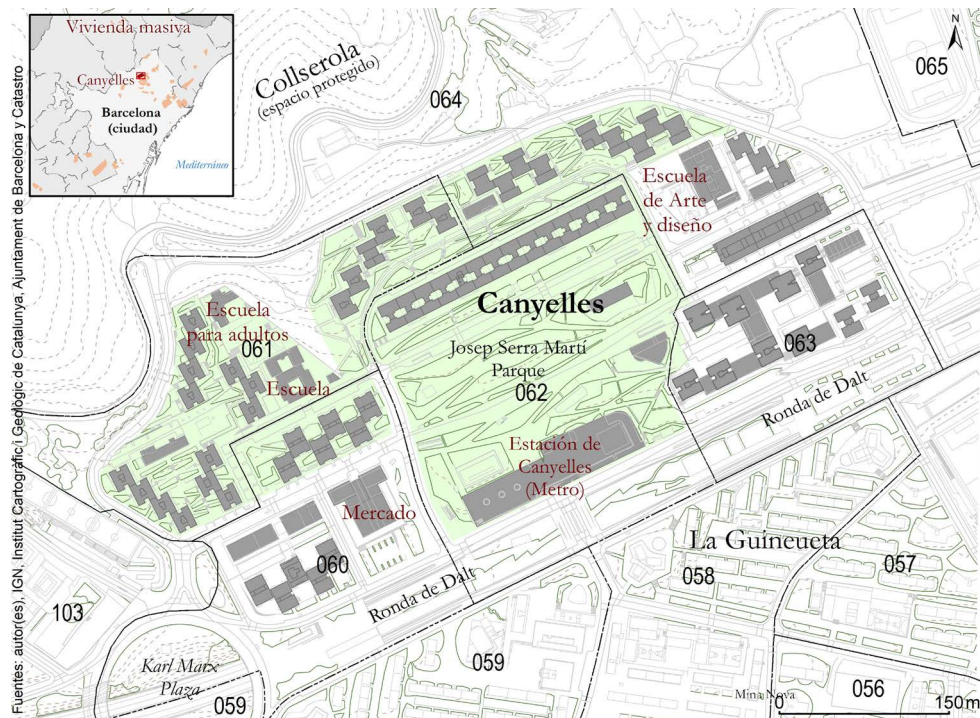 Vivienda masiva
Canyelles
Barcelona
(ciudad)
Mediterráneo
Fuentes: autor(es), IGN, Institut Cartogràfic i Geològic de Catalunya, Ajuntament de Barcelona y Catastro
Collserola
(espacio protegido)
064
N
065
Escuela
de Arte
y diseño
Canyelles
Josep Serra Martí
Parque
062
063
Escuela
para adultos
061
Escuela
Ronda de Dalt
Estación de
Canyelles
(Metro)
Mercado
060
La Guineueta
057
058
Ronda de Dalt
103
059
Karl Marx
Plaza
059
Mina Nova
056
0
150 m